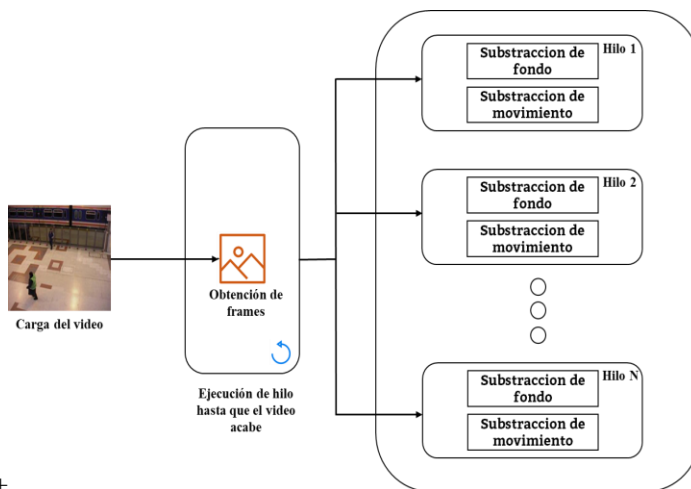 Carga del video
Obtención de
frames
Ejecución de hilo
hasta que el video
acabe
Hilo 1
Substraccion de
fondo
Substraccion de
movimiento
Hilo 2
Substraccion de
fondo
Substraccion de
movimiento
Hilo N
Substraccion de
fondo
Substraccion de
movimiento